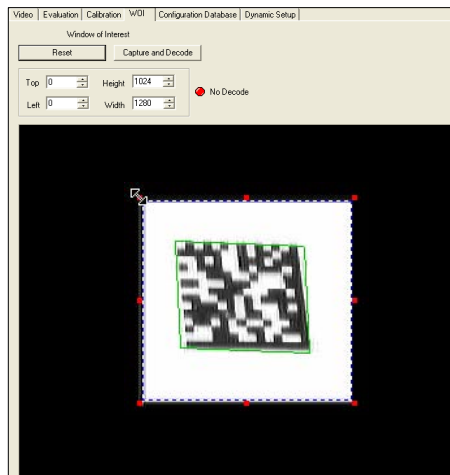 Video Evaluation Calibration WOI Configuration Database Dynamic Setup
Window of Interest
Reset Capture and Decode
Top 0 Height 1024
Left 0 Width 1280
No Decode